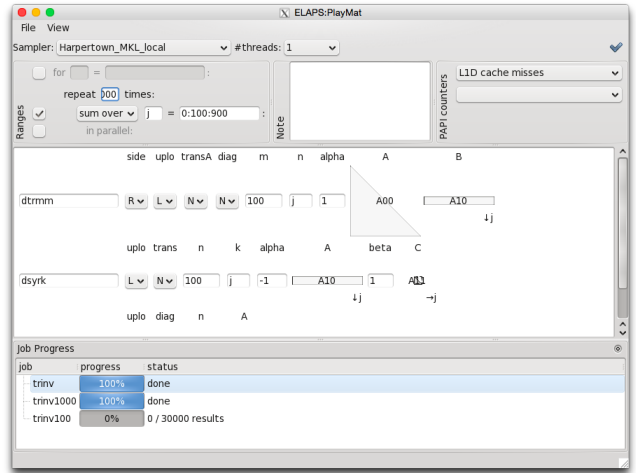 ELAPS:PlayMat
File View
Sampler: Harpertown_MKL_local #threads: 1
for = :
repeat 000 times:
sum over j = 0:100:900 :
in parallel:
Ranges
Note
PAPI counters
L1D cache misses
side uplo transA diag m n alpha A B
dtrmm R L N N 100 j 1 A00 A10
↓j
uplo trans n k alpha A beta C
dsyrk L N 100 j -1 A10 1
↓j →j
uplo diag n A
Job Progress
job progress status
trinv 100% done
trinv1000 100% done
trinv100 0% 0 / 30000 results